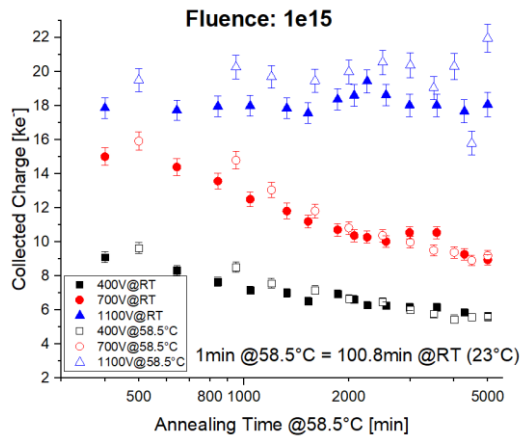 Fluence: 1e15
Collected Charge [ke⁻]
22
20
18
16
14
12
10
8
6
4
2
400V@RT
700V@RT
1100V@RT
400V@58.5°C
700V@58.5°C
1100V@58.5°C
1min @58.5°C = 100.8min @RT (23°C)
500 800 1000 2000 5000
Annealing Time @58.5°C [min]